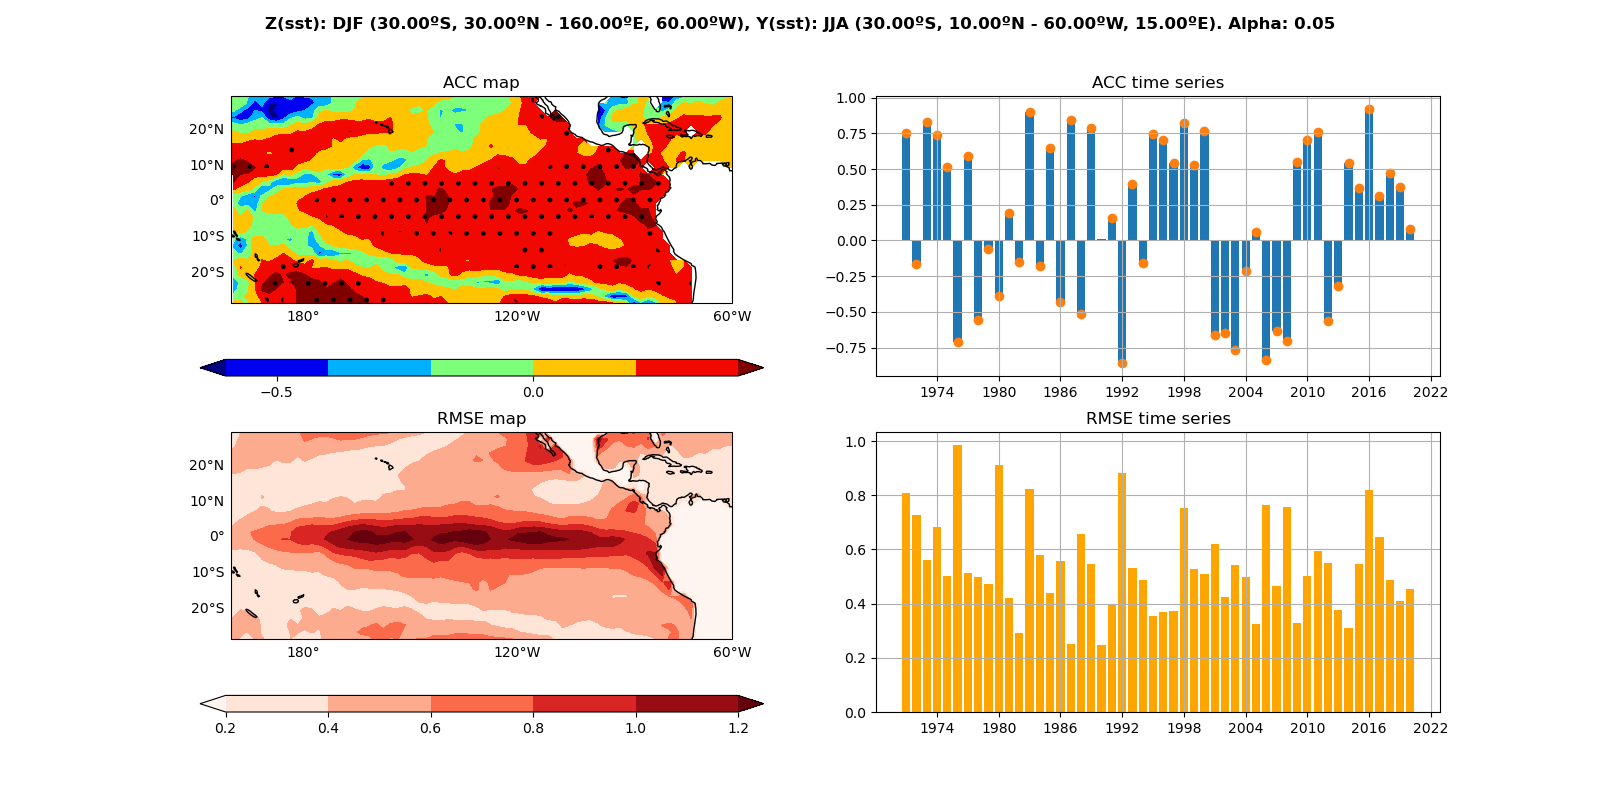 Z(sst): DJF (30.00ºS, 30.00ºN - 160.00ºE, 60.00ºW), Y(sst): JJA (30.00ºS, 10.00ºN - 60.00ºW, 15.00ºE). Alpha: 0.05
ACC map
20°N
10°N
0°
10°S
20°S
180°
120°W
60°W
−0.5
0.0
ACC time series
1.00
0.75
0.50
0.25
0.00
−0.25
−0.50
−0.75
1974
1980
1986
1992
1998
2004
2010
2016
2022
RMSE map
20°N
10°N
0°
10°S
20°S
180°
120°W
60°W
0.2
0.4
0.6
0.8
1.0
1.2
RMSE time series
1.0
0.8
0.6
0.4
0.2
0.0
1974
1980
1986
1992
1998
2004
2010
2016
2022